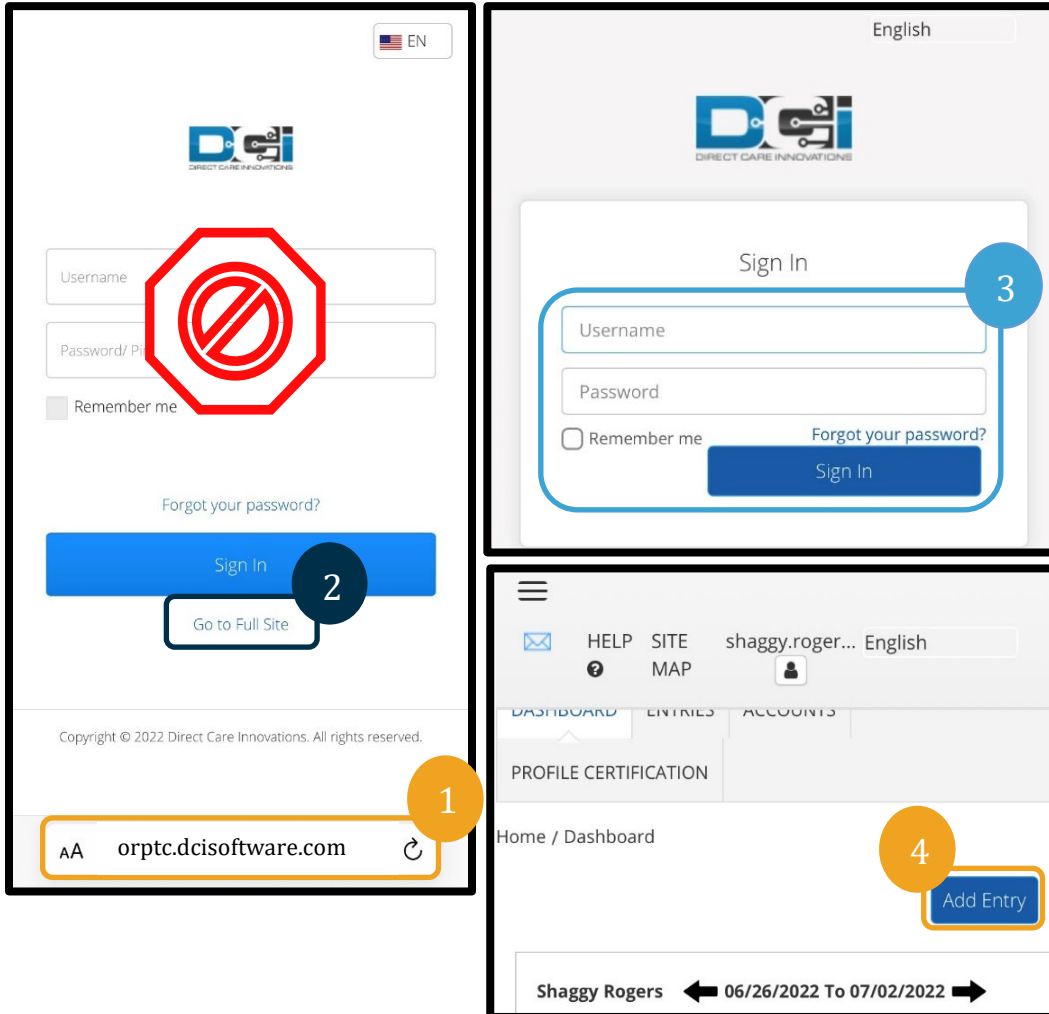 EN
DCi
DIRECT CARE INNOVATIONS
Username
Password/ Pi
Remember me
Forgot your password?
Sign In
2
Go to Full Site
Copyright © 2022 Direct Care Innovations. All rights reserved.
1
AA orptc.dcisoftware.com
English
DCi
DIRECT CARE INNOVATIONS
Sign In
3
Username
Password
Remember me Forgot your password?
Sign In
HELP SITE MAP shaggy.roger... English
DASHBOARD ENTRIES ACCOUNTS
PROFILE CERTIFICATION
Home / Dashboard
4
Add Entry
Shaggy Rogers 06/26/2022 To 07/02/2022